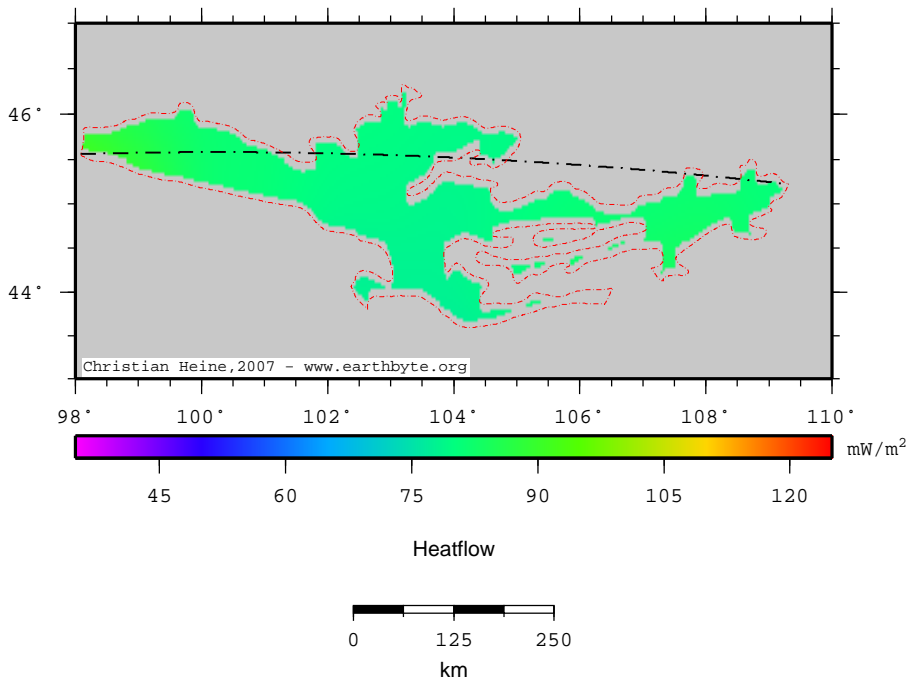 46°
44°
Christian Heine,2007 - www.earthbyte.org
98° 100° 102° 104° 106° 108° 110°
mW/m²
45 60 75 90 105 120
Heatflow
0 125 250
km